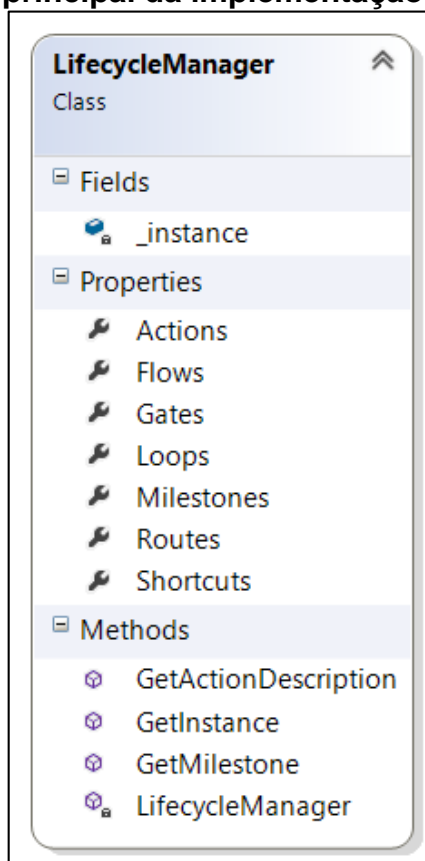 principal da implementação
LifecycleManager
Class
Fields
_instance
Properties
Actions
Flows
Gates
Loops
Milestones
Routes
Shortcuts
Methods
GetActionDescription
GetInstance
GetMilestone
LifecycleManager